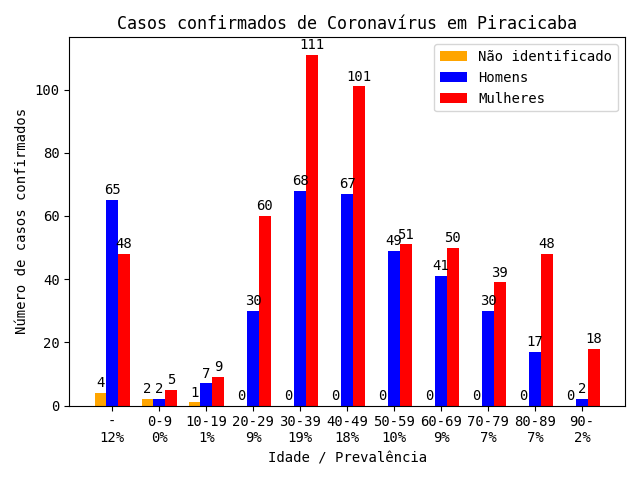 Casos confirmados de Coronavírus em Piracicaba
Não identificado
Homens
Mulheres
Número de casos confirmados
100
80
60
40
20
0
4 65 48
2 2 5
1 7 9
0 30 60
0 68 111
0 67 101
0 49 51
0 41 50
0 30 39
0 17 48
0 2 18
- 0-9 10-19 20-29 30-39 40-49 50-59 60-69 70-79 80-89 90-
12% 0% 1% 9% 19% 18% 10% 9% 7% 7% 2%
Idade / Prevalência